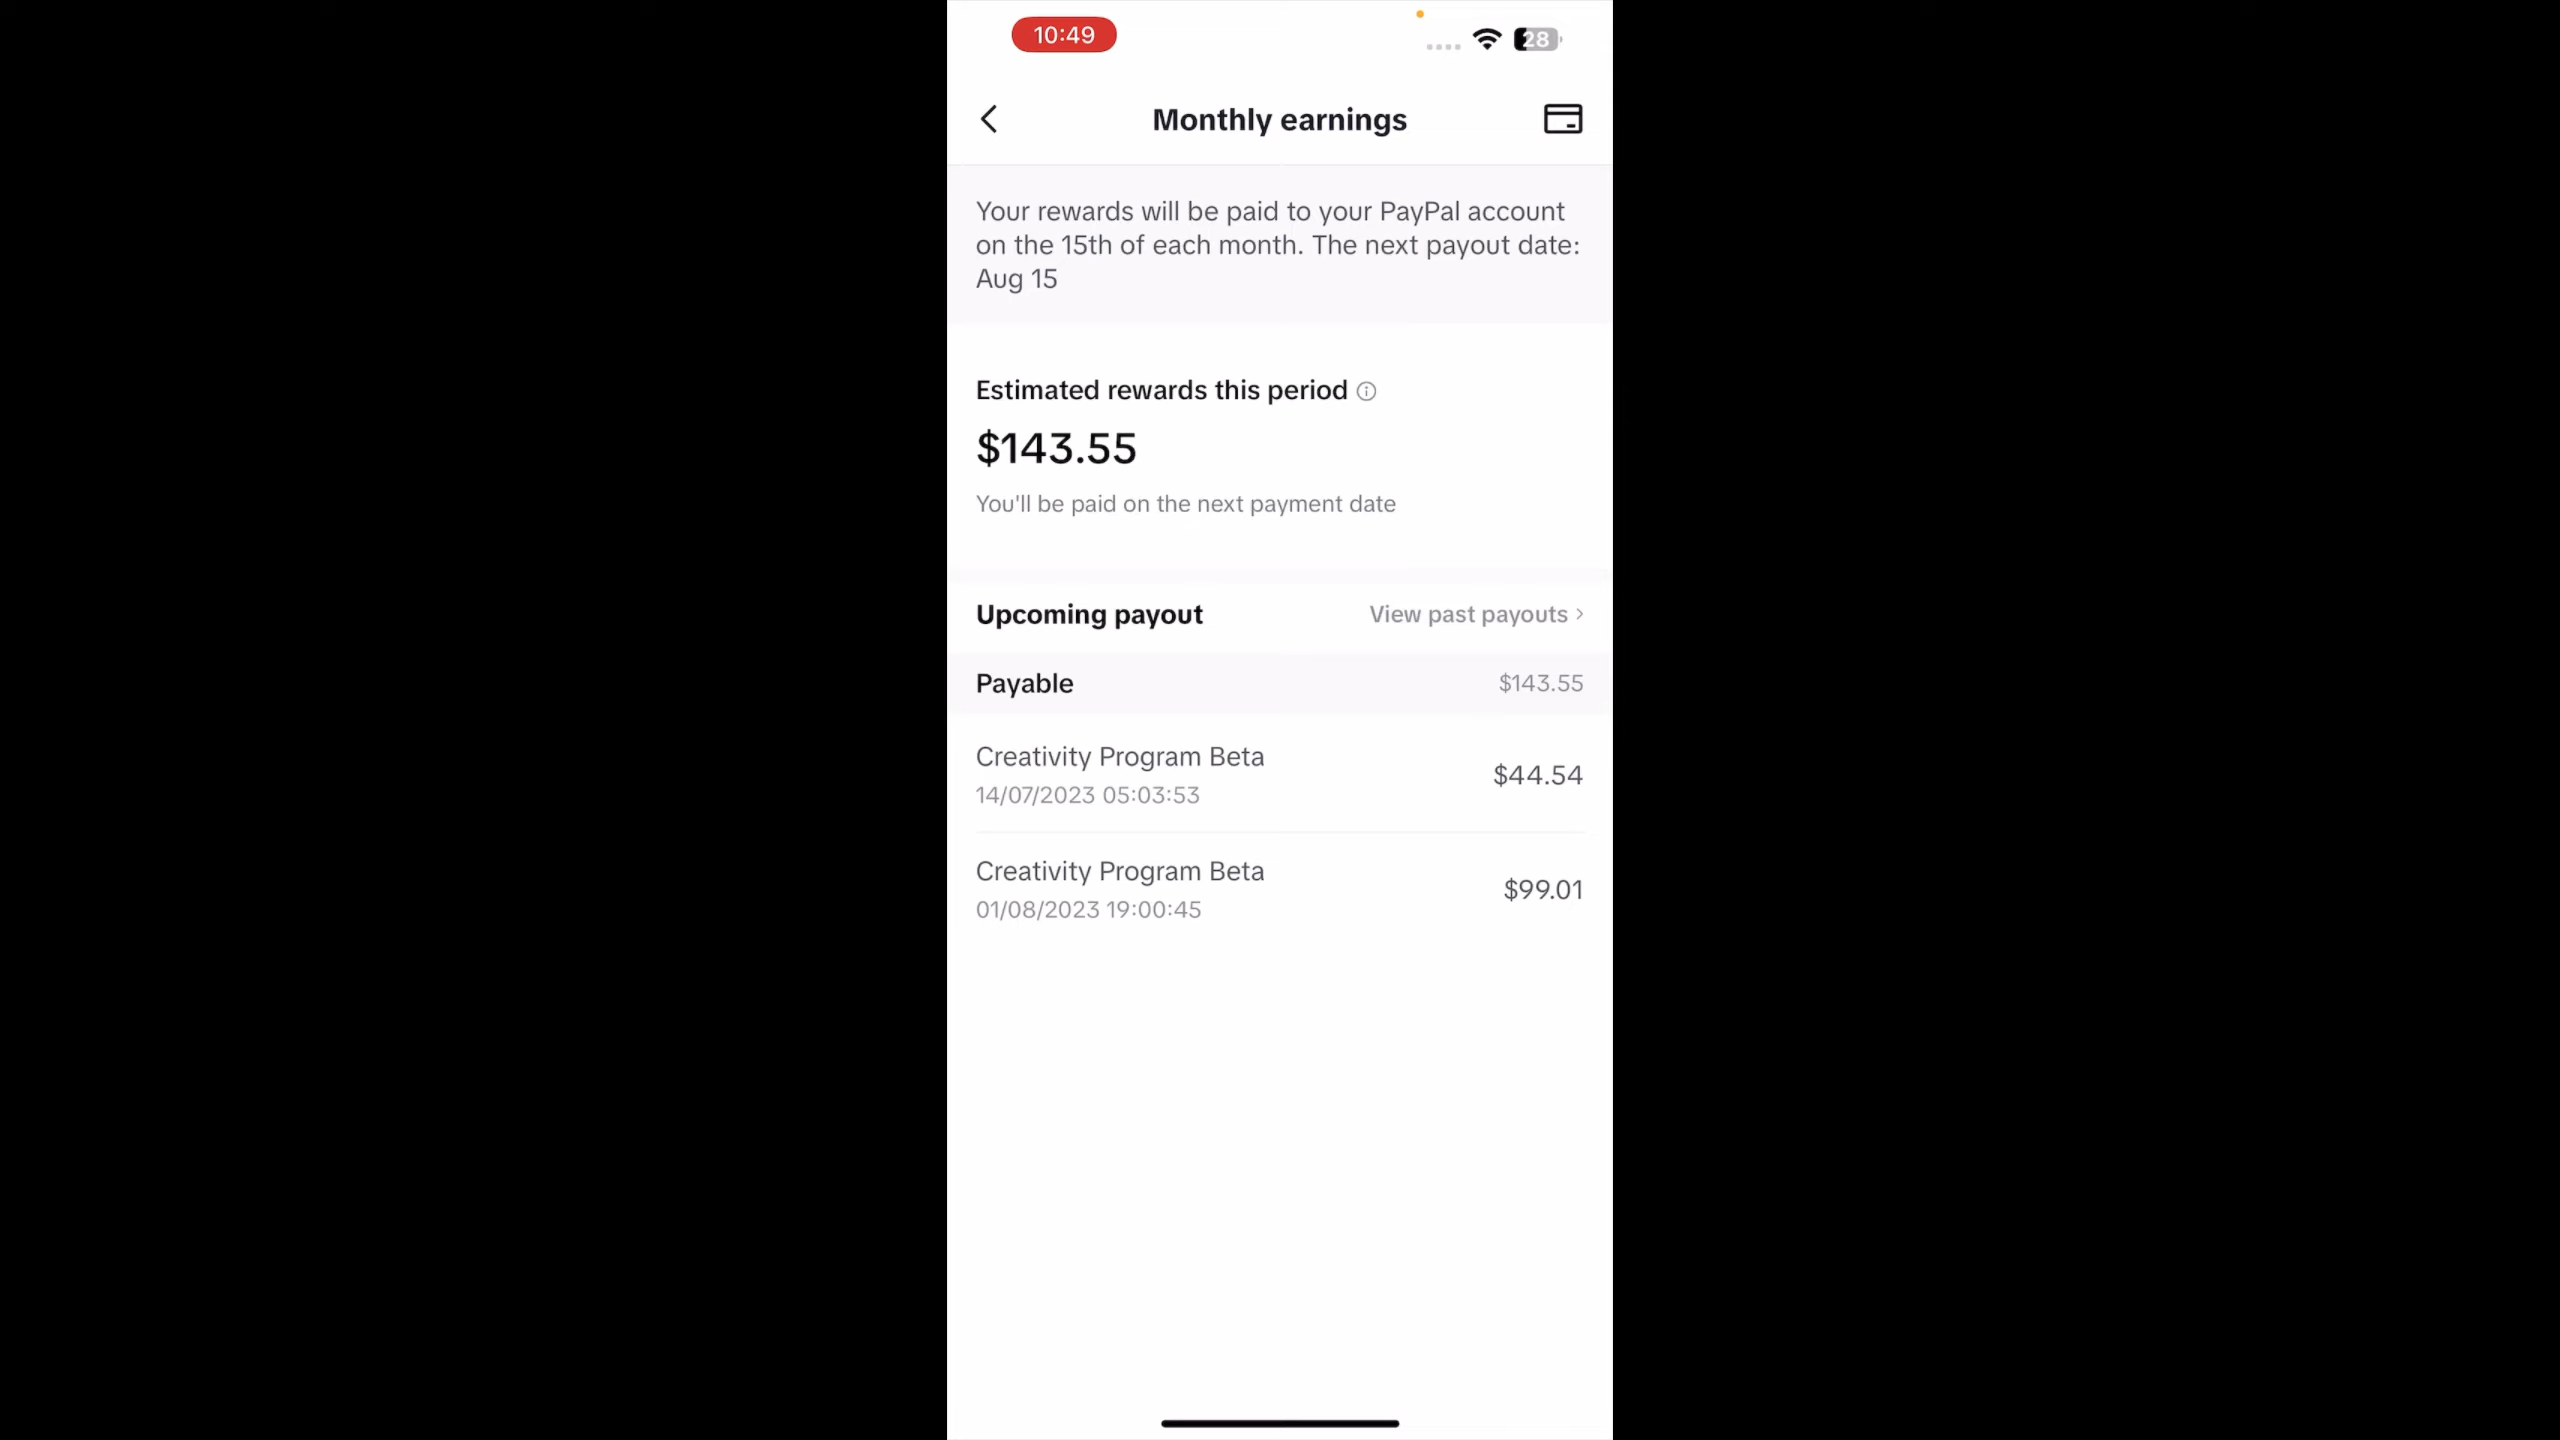 10:49
28
Monthly earnings
Your rewards will be paid to your PayPal account
on the 15th of each month. The next payout date:
Aug 15
Estimated rewards this period
$143.55
You'll be paid on the next payment date
Upcoming payout
View past payouts
Payable
$143.55
Creativity Program Beta
$44.54
14/07/2023 05:03:53
Creativity Program Beta
$99.01
01/08/2023 19:00:45